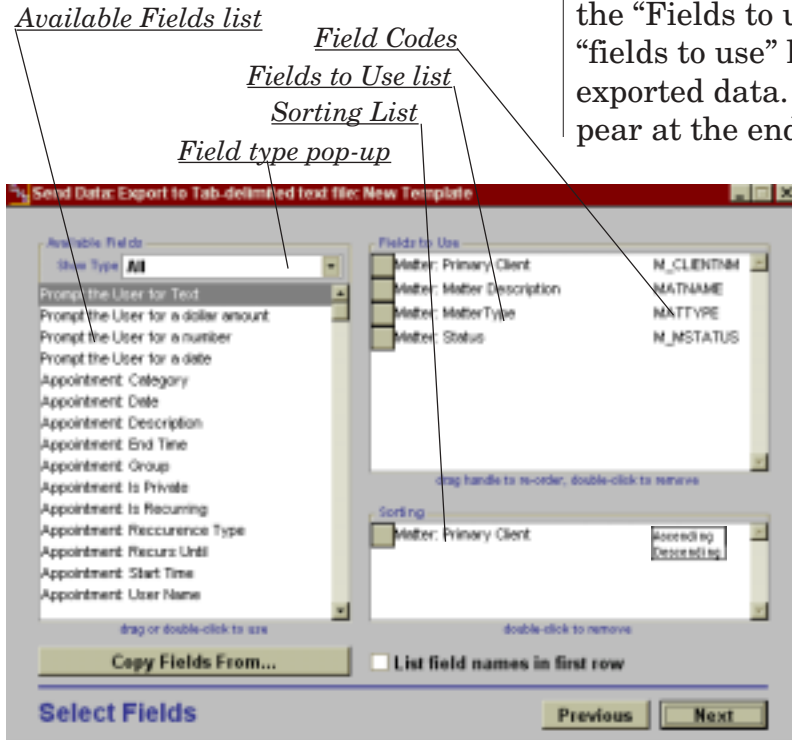 Available Fields list
Field Codes
Fields to Use list
Sorting List
Field type pop-up
the “Fields to u
“fields to use”
exported data.
pear at the end
Send Data: Export to Tab-delimited text file: New Template
Available Fields
Show Type All
Prompt the User for Text
Prompt the User for a dollar amount
Prompt the User for a number
Prompt the User for a date
Appointment: Category
Appointment: Date
Appointment: Description
Appointment: End Time
Appointment: Group
Appointment: Is Private
Appointment: Is Recurring
Appointment: Reccurence Type
Appointment: Recurs Until
Appointment: Start Time
Appointment: User Name
drag or double-click to use
Copy Fields From...
Fields to Use
Matter: Primary Client M_CLIENTNM
Matter: Matter Description MATNAME
Matter: MatterType MATTYPE
Matter: Status M_MSTATUS
drag handle to re-order, double-click to remove
Sorting
Matter: Primary Client
Ascending
Descending
double-click to remove
List field names in first row
Select Fields
Previous Next